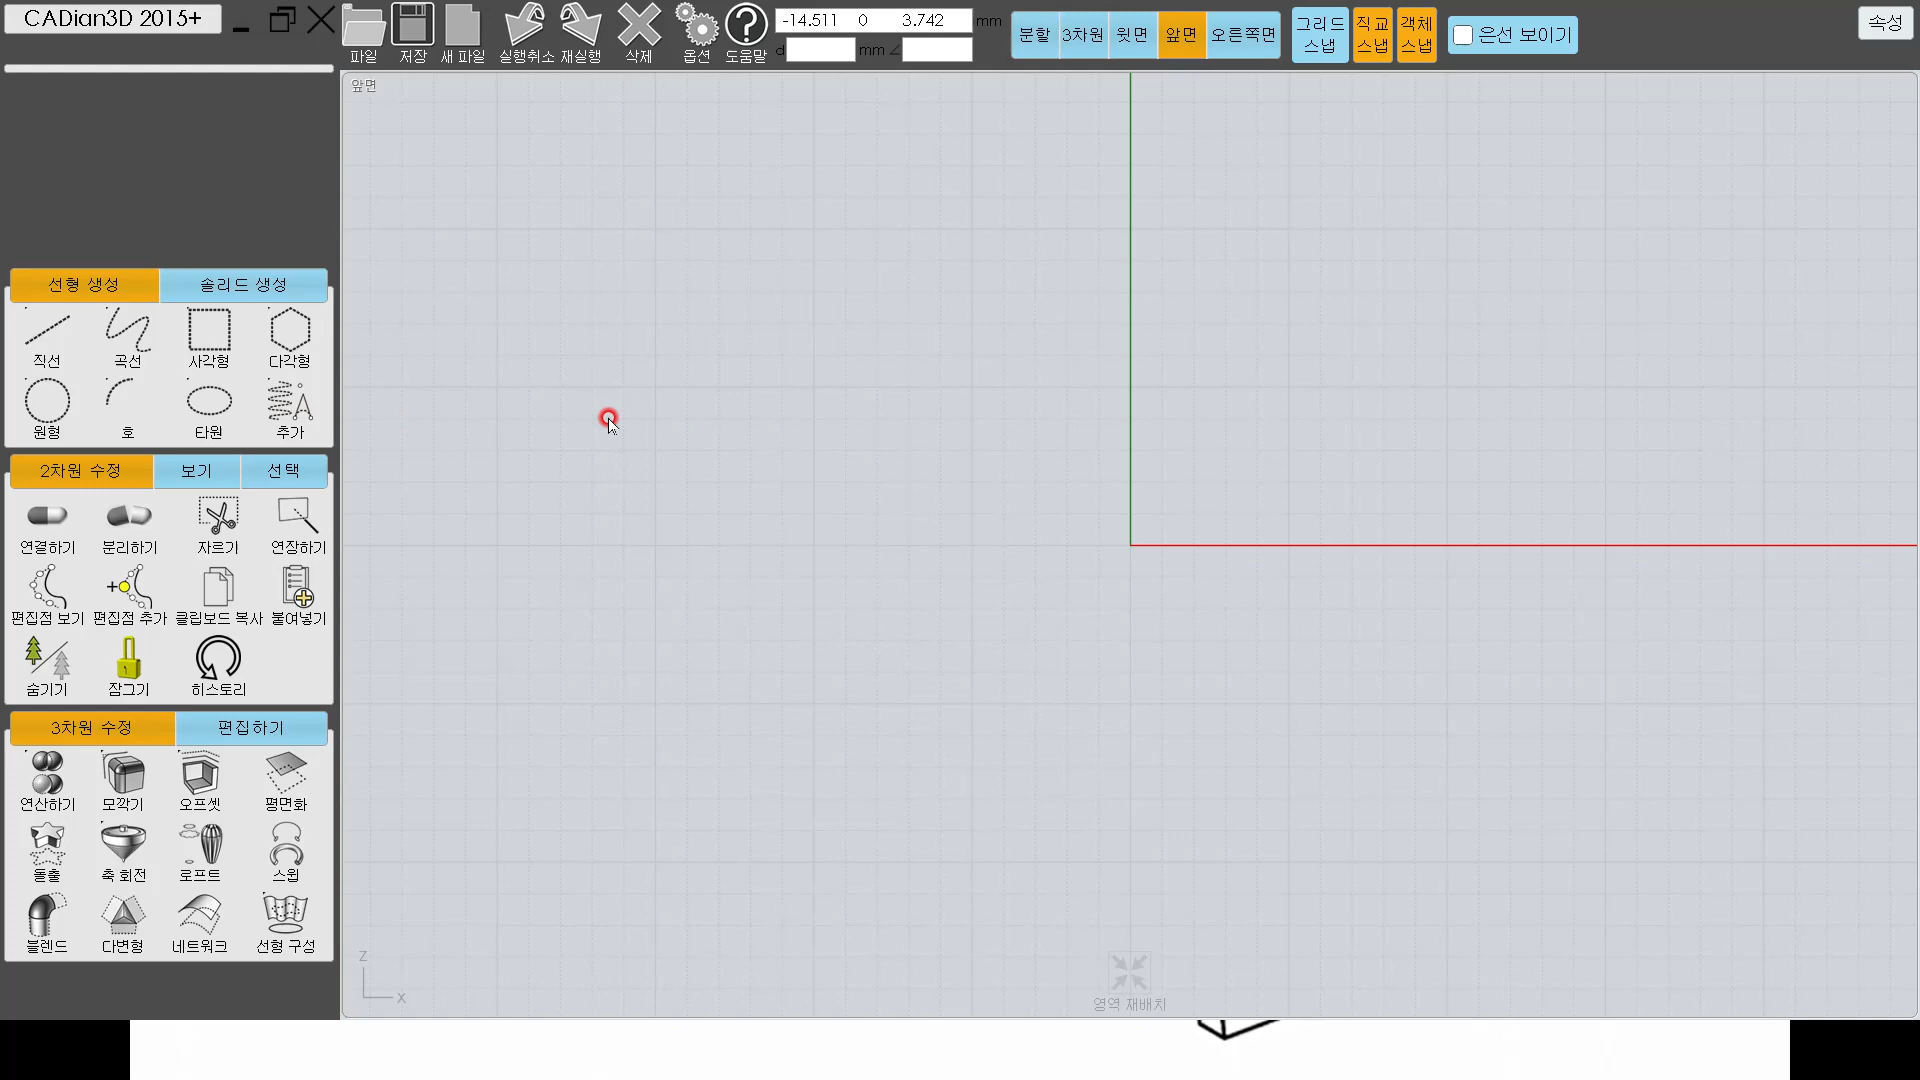 CADian3D 2015+
파일 저장 새 파일 실행취소 재실행 삭제 옵션 도움말
-14.511 0 3.742 mm
d mm ∠
분할 3차원 윗면 앞면 오른쪽면
그리드 스냅
직교 스냅
객체 스냅
은선 보이기
속성
앞면
선형 생성 솔리드 생성
직선 곡선 사각형 다각형
원형 호 타원 추가
2차원 수정 보기 선택
연결하기 분리하기 자르기 연장하기
편집점 보기 편집점 추가 클립보드 복사 붙여넣기
숨기기 잠그기 히스토리
3차원 수정 편집하기
연산하기 모깍기 오프셋 평면화
돌출 축 회전 로프트 스윕
블렌드 다변형 네트워크 선형 구성
Z
X
영역 재배치